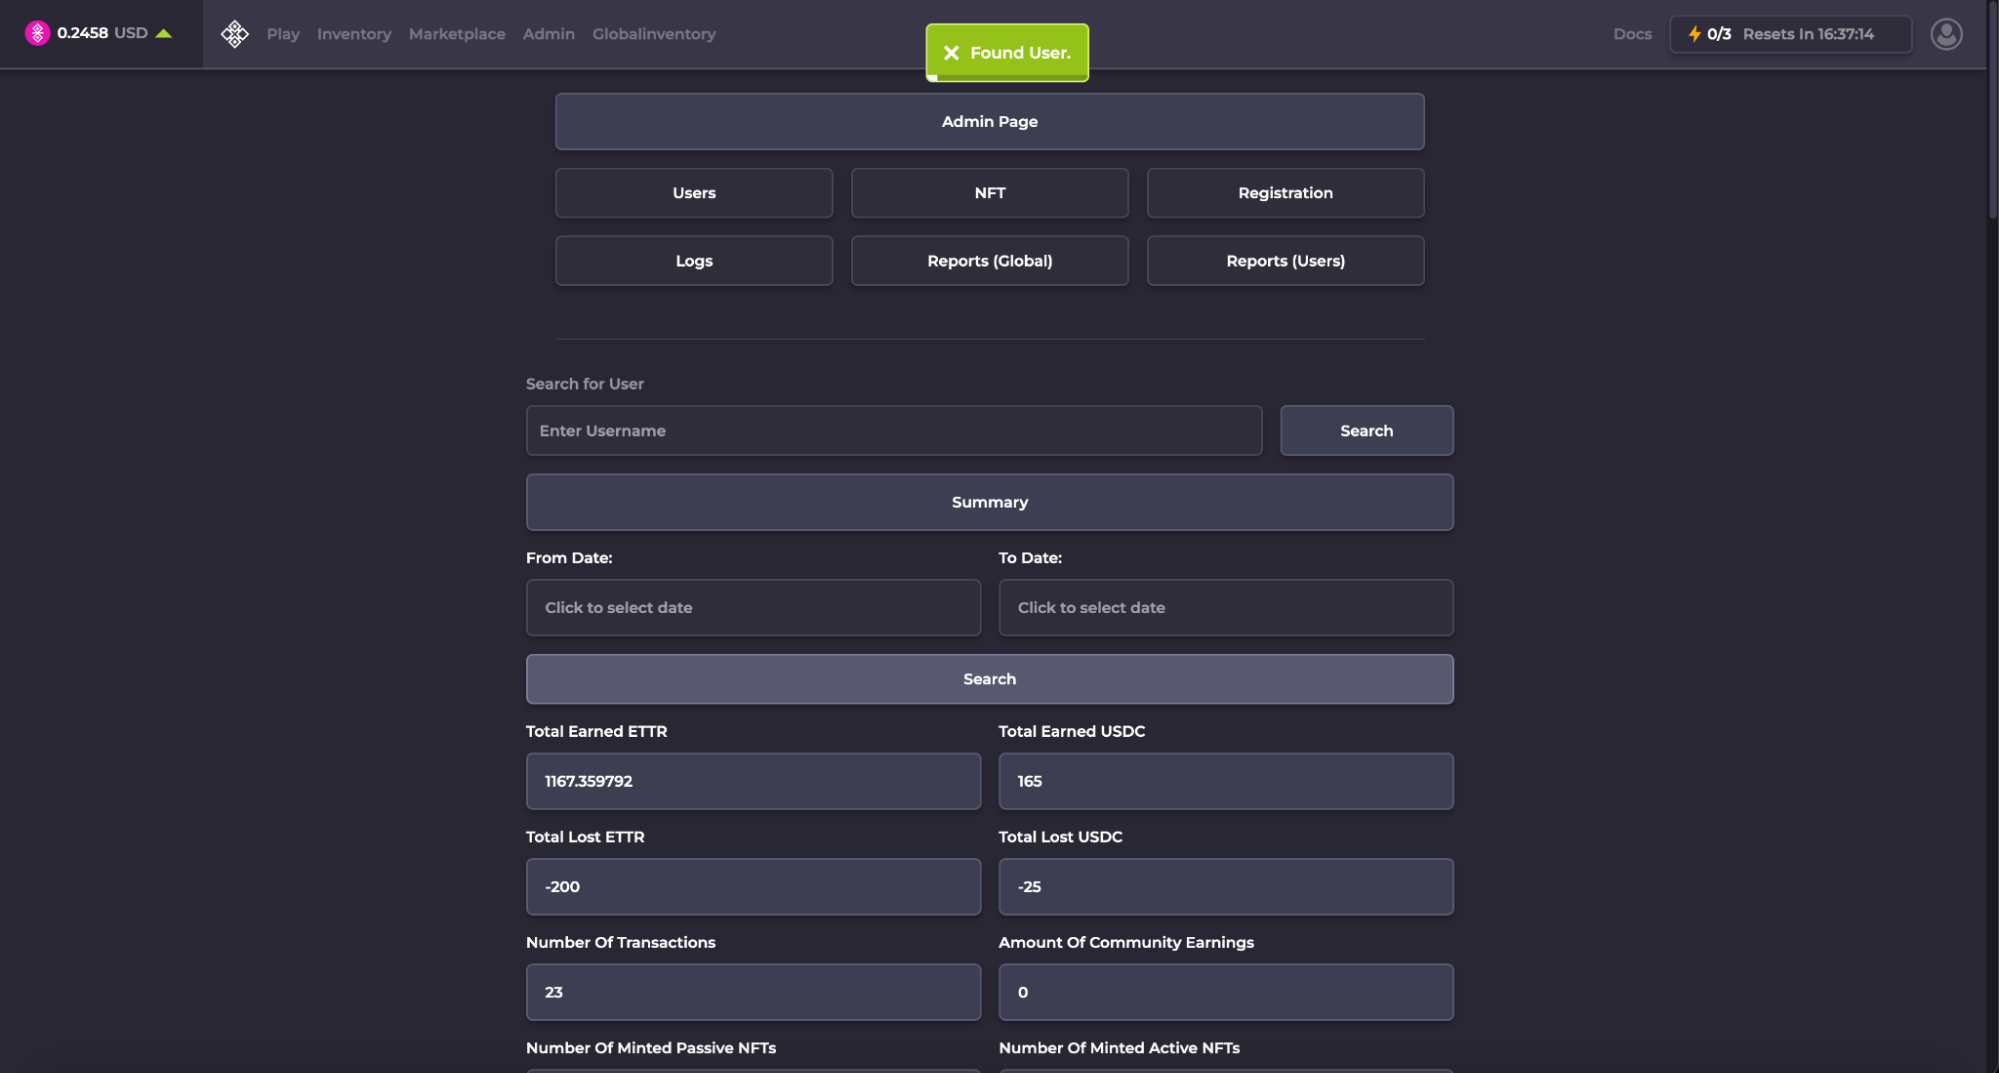 0.2458 USD
Play Inventory Marketplace Admin Globalinventory
Found User.
Docs
0/3 Resets In 16:37:14
Admin Page
Users NFT Registration
Logs Reports (Global) Reports (Users)
Search for User
Enter Username Search
Summary
From Date: To Date:
Click to select date Click to select date
Search
Total Earned ETTR Total Earned USDC
1167.359792 165
Total Lost ETTR Total Lost USDC
-200 -25
Number Of Transactions Amount Of Community Earnings
23 0
Number Of Minted Passive NFTs Number Of Minted Active NFTs